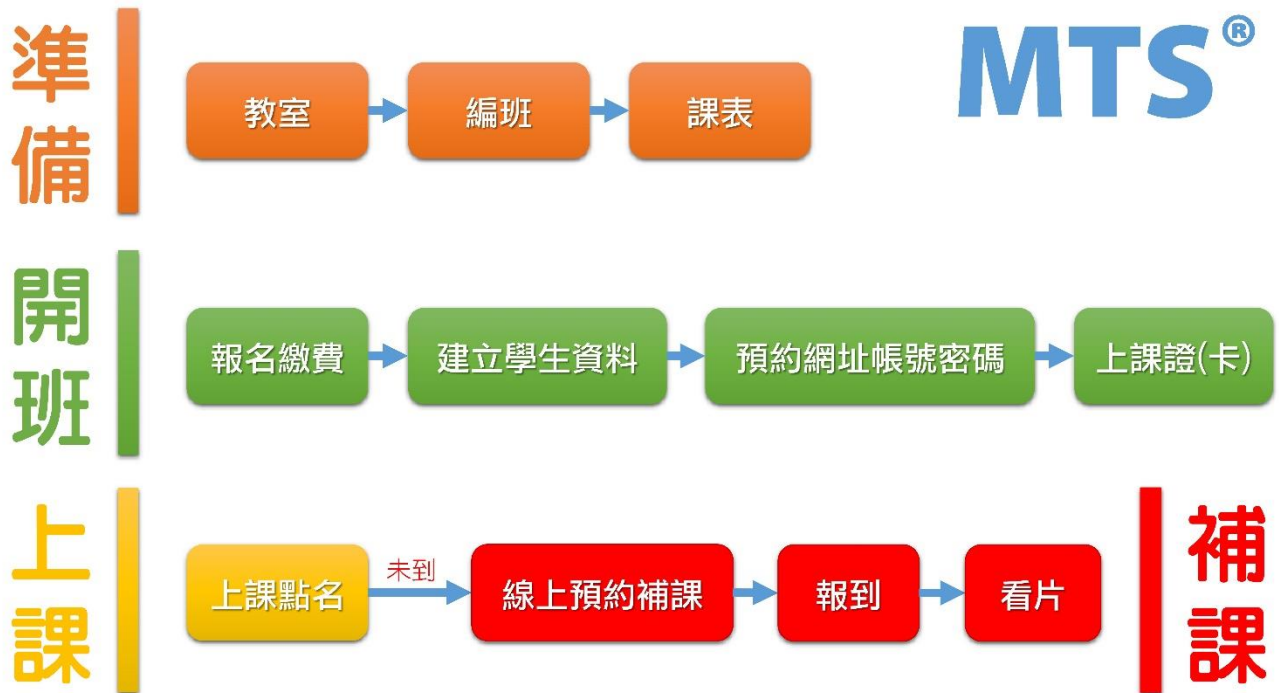 準備
MTS®
教室
編班
課表
開班
報名繳費
建立學生資料
預約網址帳號密碼
上課證(卡)
上課
上課點名
未到
線上預約補課
報到
看片
補課